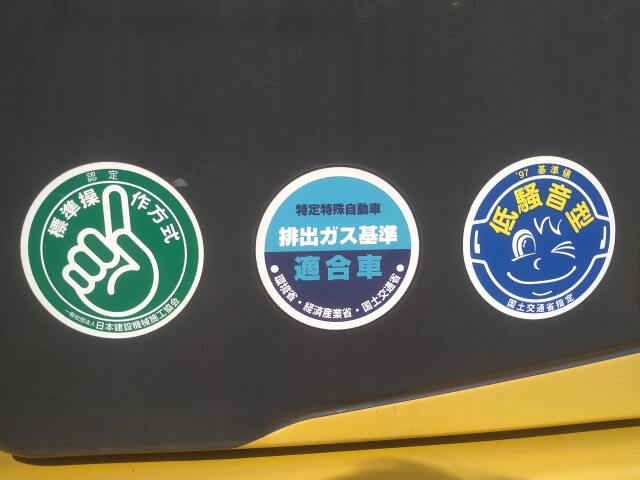 認定
標準操作方式
一般社団法人日本建設機械施工協会
特定特殊自動車
排出ガス基準
適合車
・環境省・経済産業省・国土交通省・
'97 基準値
低騒音型
国土交通省指定